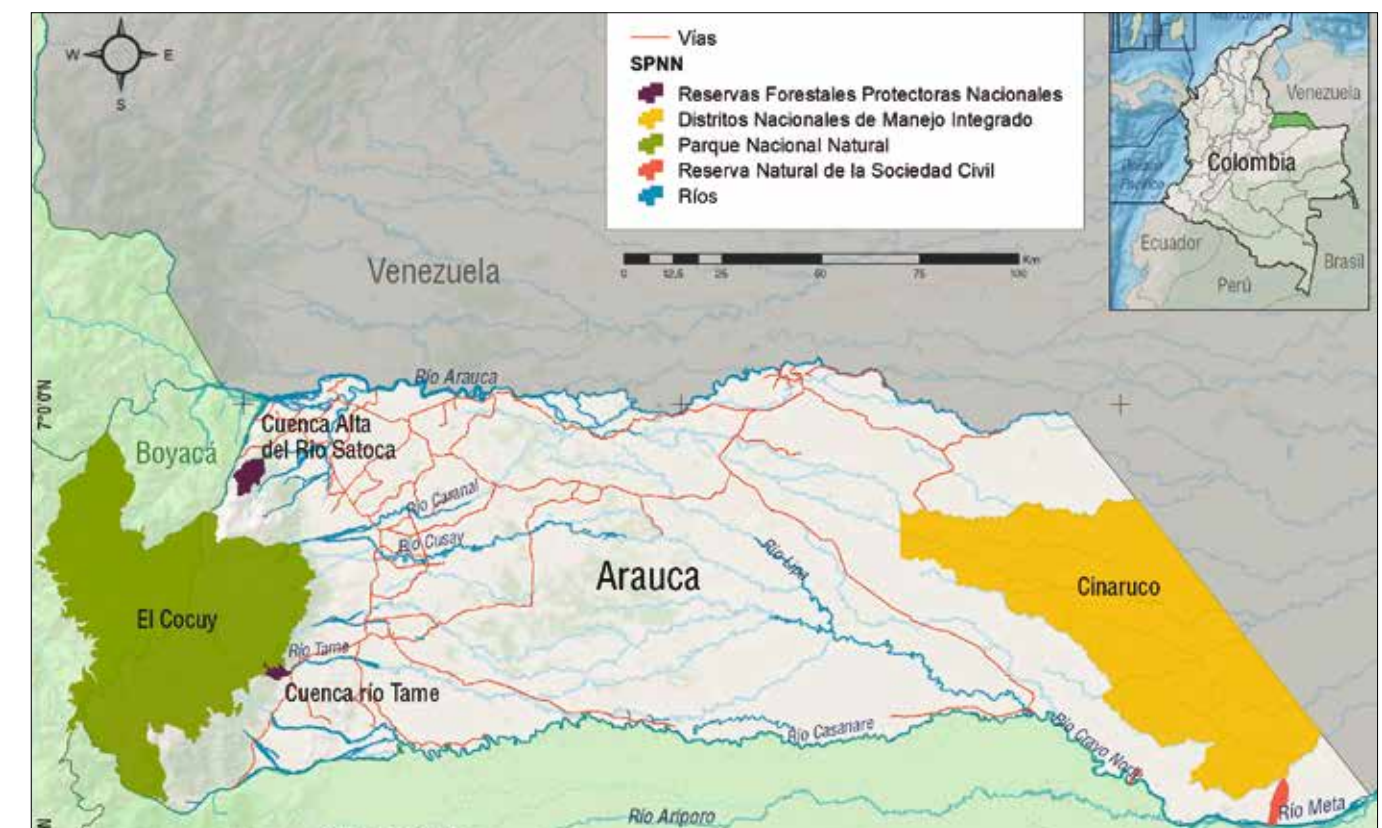 W
E
S
Vías
SPNN
Reservas Forestales Protectoras Nacionales
Distritos Nacionales de Manejo Integrado
Parque Nacional Natural
Reserva Natural de la Sociedad Civil
Ríos
0 12,5 25 50 75 100 Km
Venezuela
Colombia
Ecuador
Perú
Brasil
Venezuela
7°0'0"N
Río Arauca
Cuenca Alta
del Río Satoca
Boyacá
Río Caranal
Río Cusay
Río Lipa
Arauca
Cinaruco
El Cocuy
Río Tame
Cuenca río Tame
Río Casanare
Río Cravo Norte
Río Meta
Río Ariporo
N